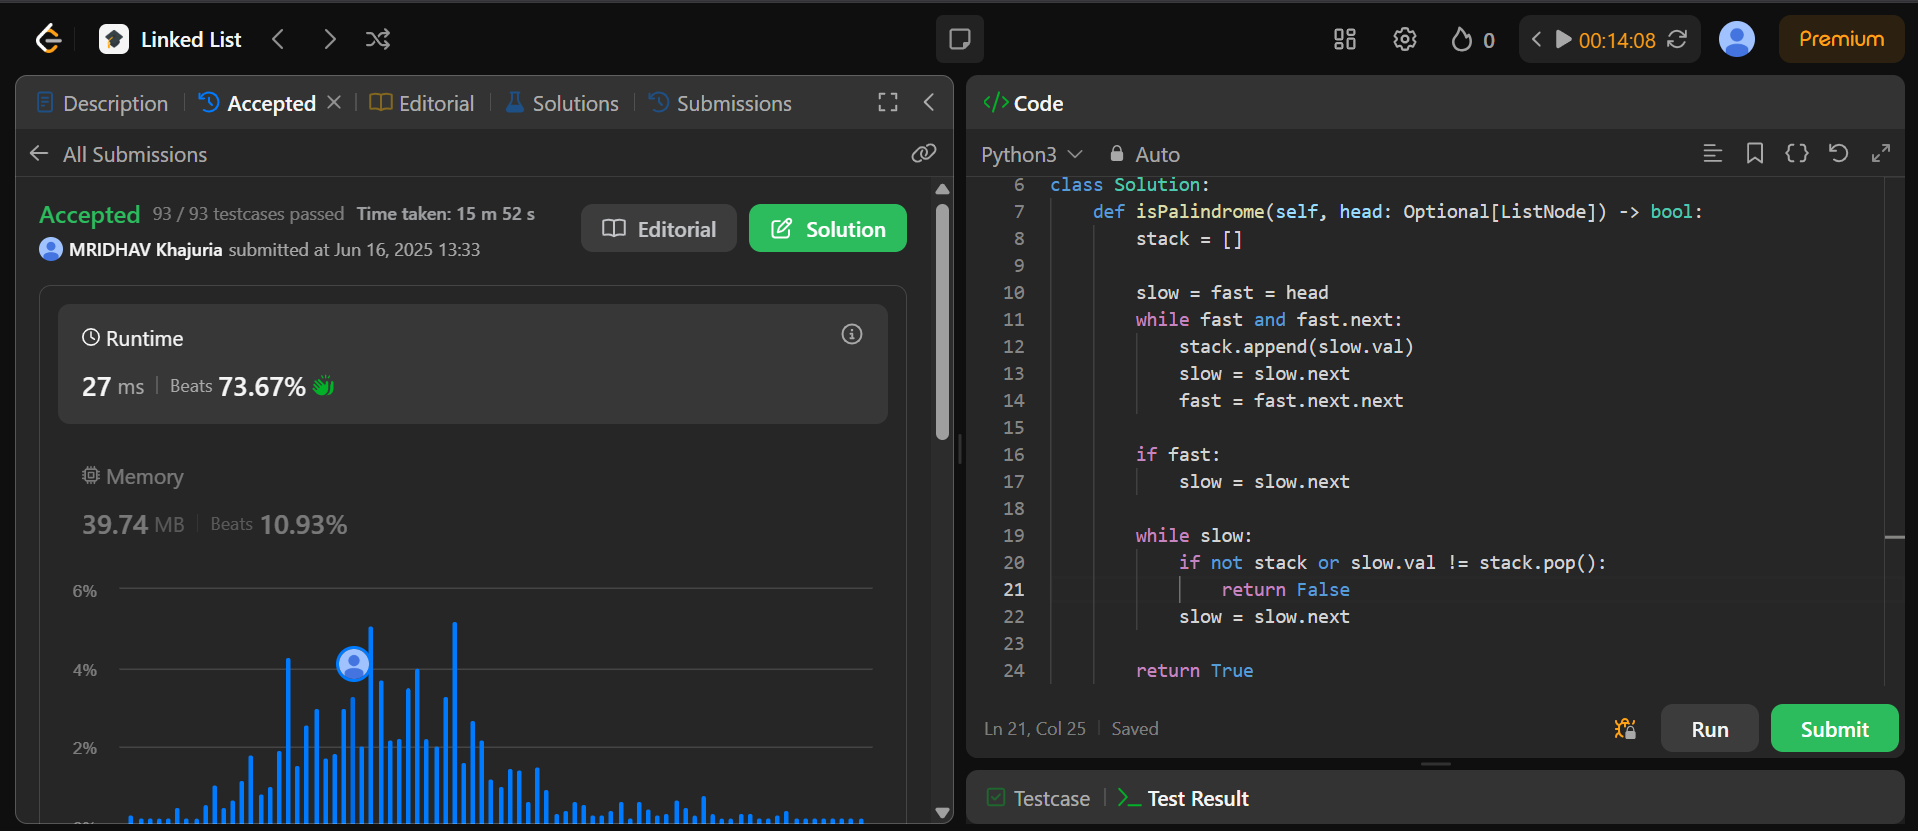 Linked List
0
00:14:08
Premium
Description
Accepted
Editorial
Solutions
Submissions
All Submissions
Accepted 93 / 93 testcases passed Time taken: 15 m 52 s
MRIDHAV Khajuria submitted at Jun 16, 2025 13:33
Editorial
Solution
Runtime
27 ms | Beats 73.67%
Memory
39.74 MB | Beats 10.93%
6%
4%
2%
</> Code
Python3
Auto
6 class Solution:
7 def isPalindrome(self, head: Optional[ListNode]) -> bool:
8 stack = []
9
10 slow = fast = head
11 while fast and fast.next:
12 stack.append(slow.val)
13 slow = slow.next
14 fast = fast.next.next
15
16 if fast:
17 slow = slow.next
18
19 while slow:
20 if not stack or slow.val != stack.pop():
21 return False
22 slow = slow.next
23
24 return True
Ln 21, Col 25 | Saved
Run
Submit
Testcase
Test Result